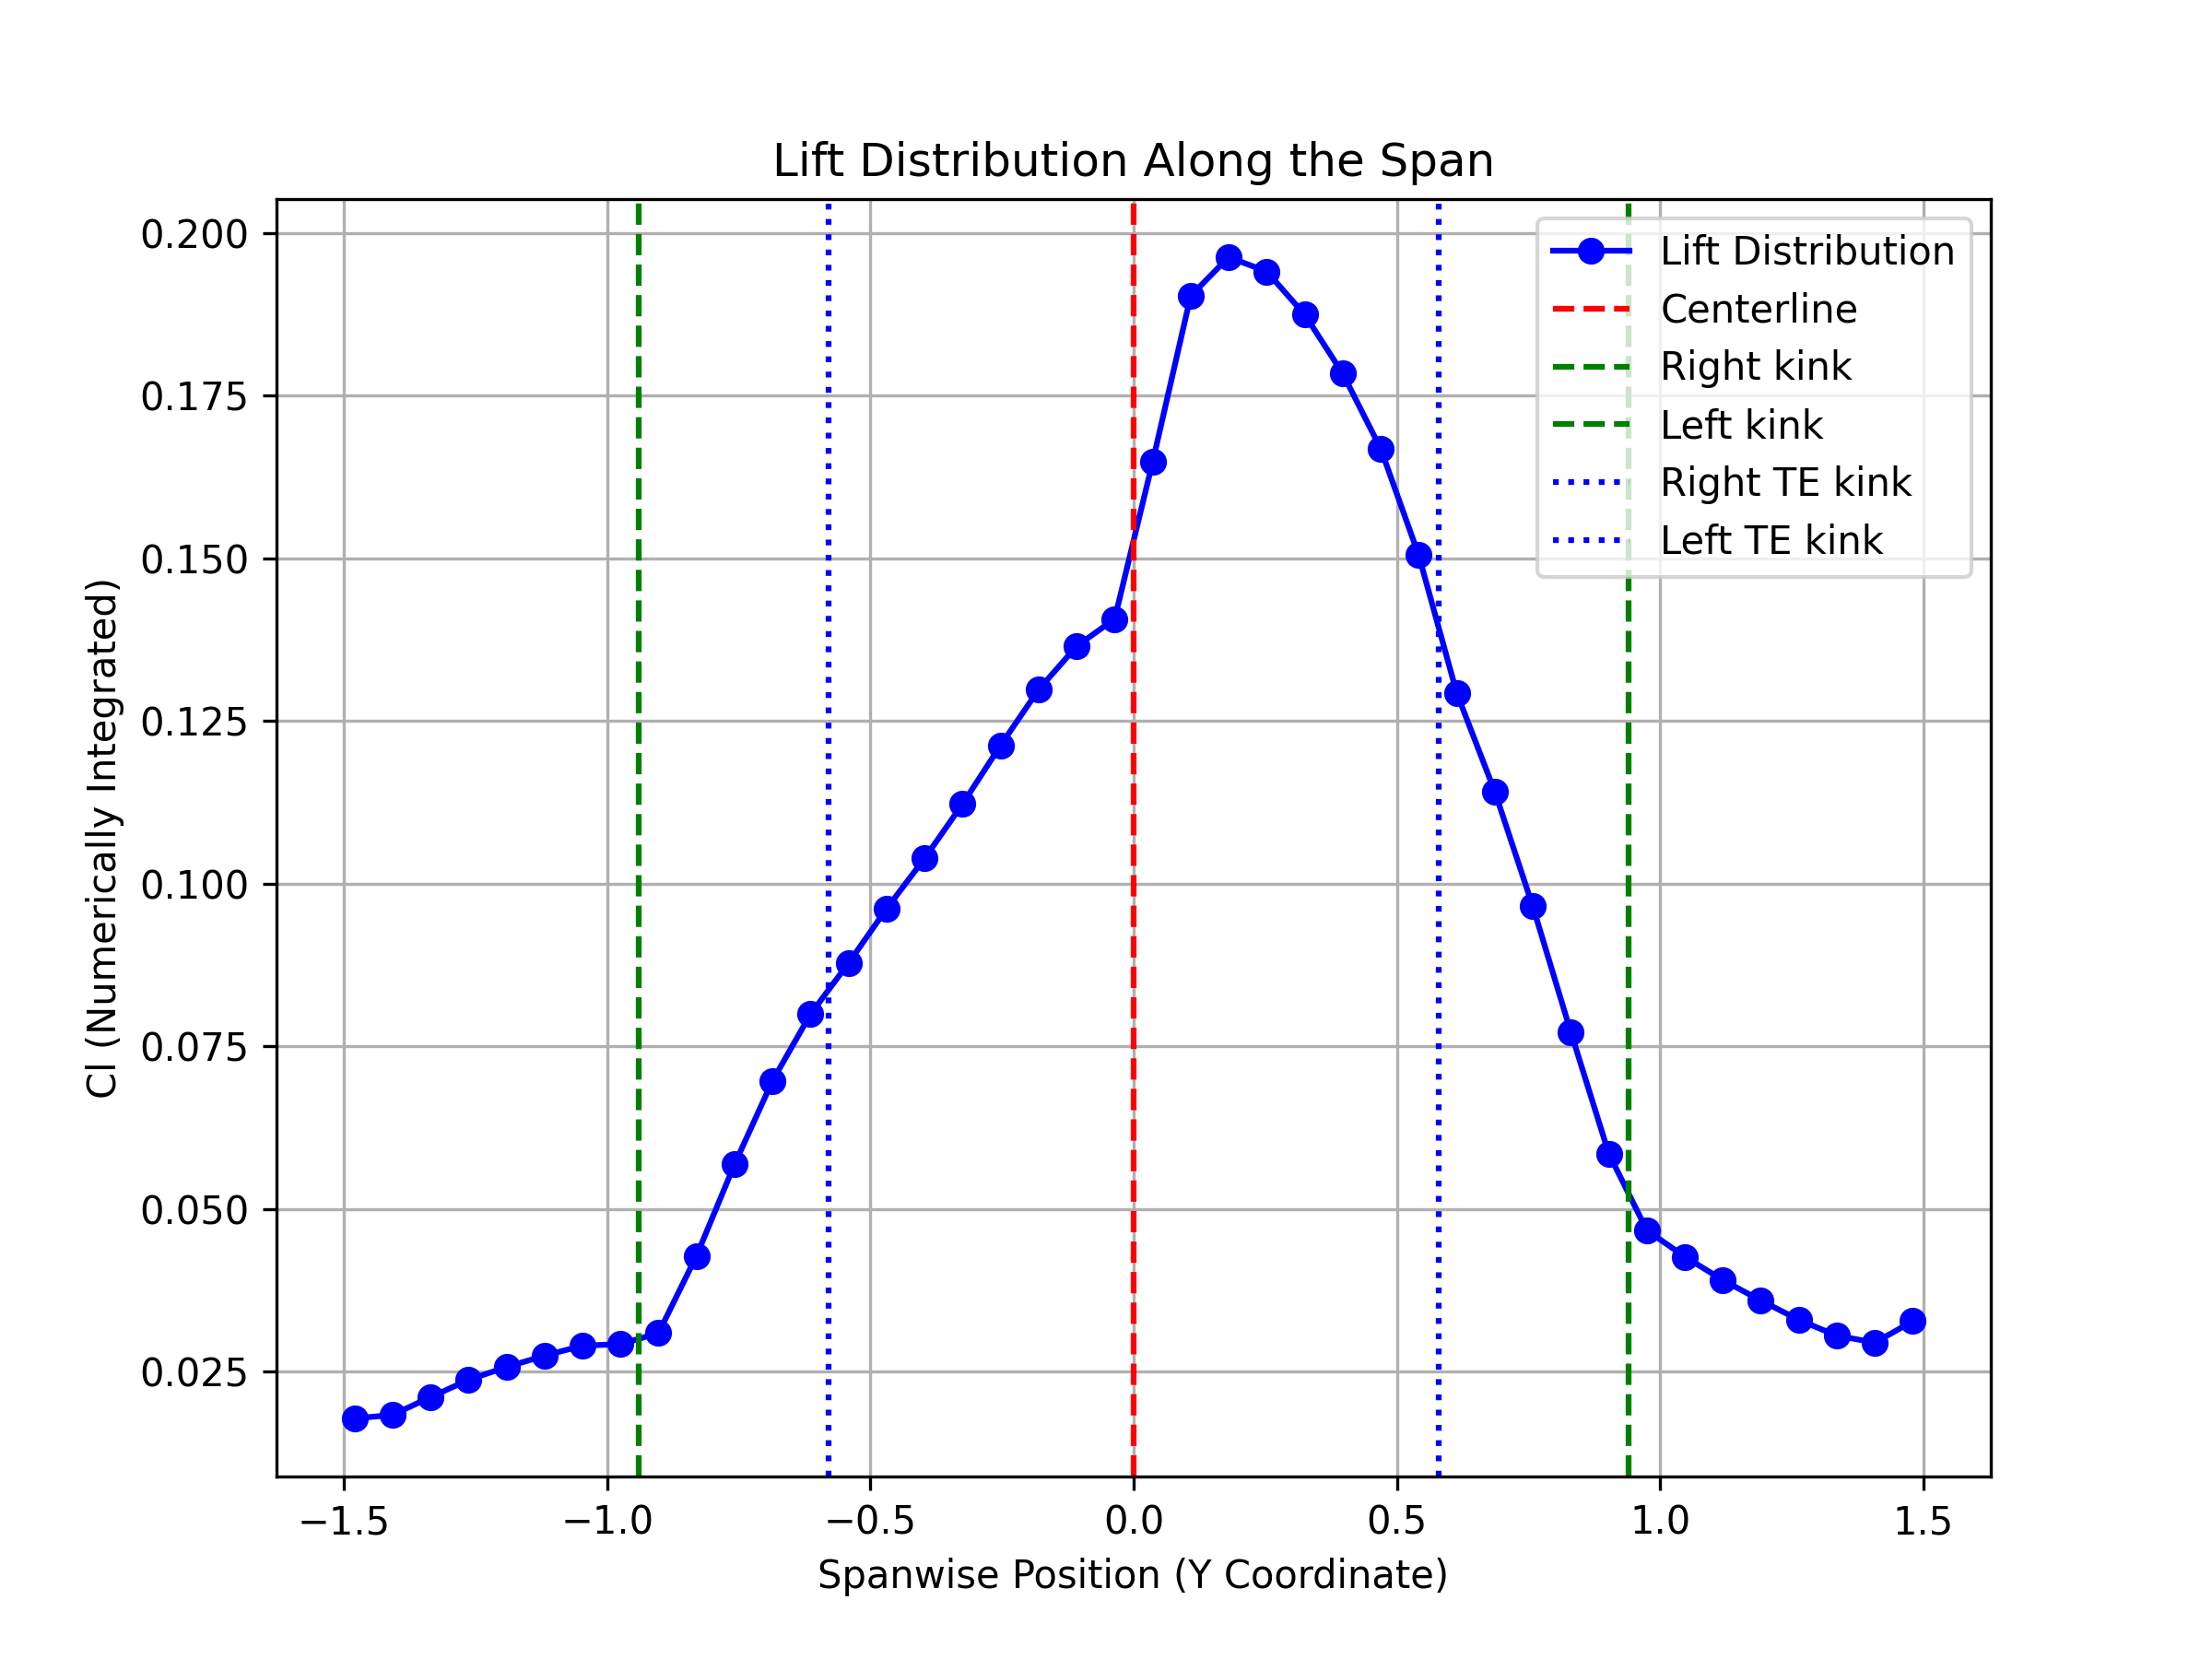 Lift Distribution Along the Span
Cl (Numerically Integrated)
0.200
0.175
0.150
0.125
0.100
0.075
0.050
0.025
Lift Distribution
Centerline
Right kink
Left kink
Right TE kink
Left TE kink
−1.5 −1.0 −0.5 0.0 0.5 1.0 1.5
Spanwise Position (Y Coordinate)